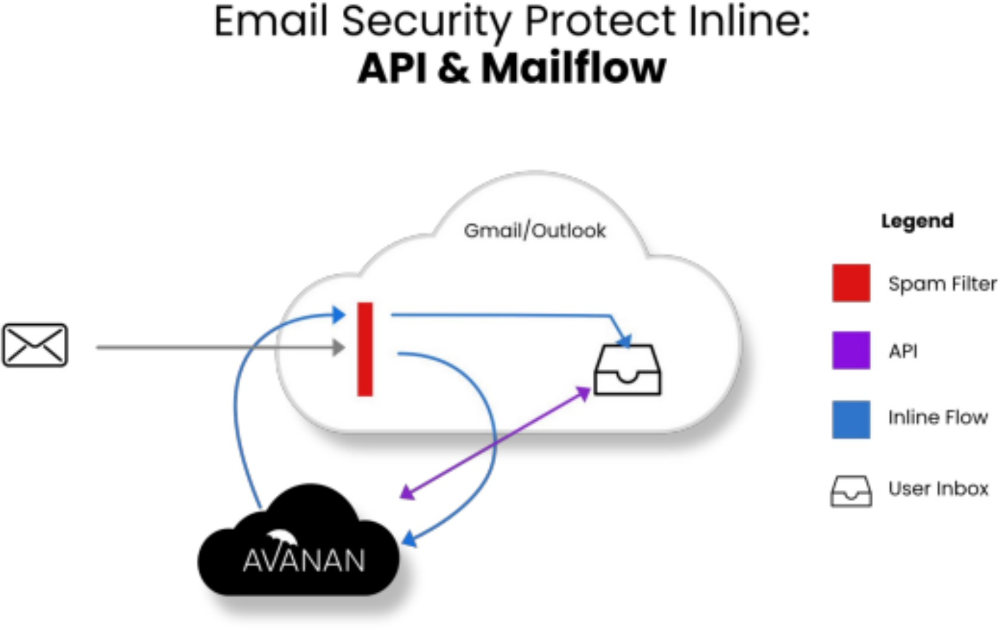 Email Security Protect Inline:
API & Mailflow
Gmail/Outlook
Legend
Spam Filter
API
Inline Flow
User Inbox
AVANAN